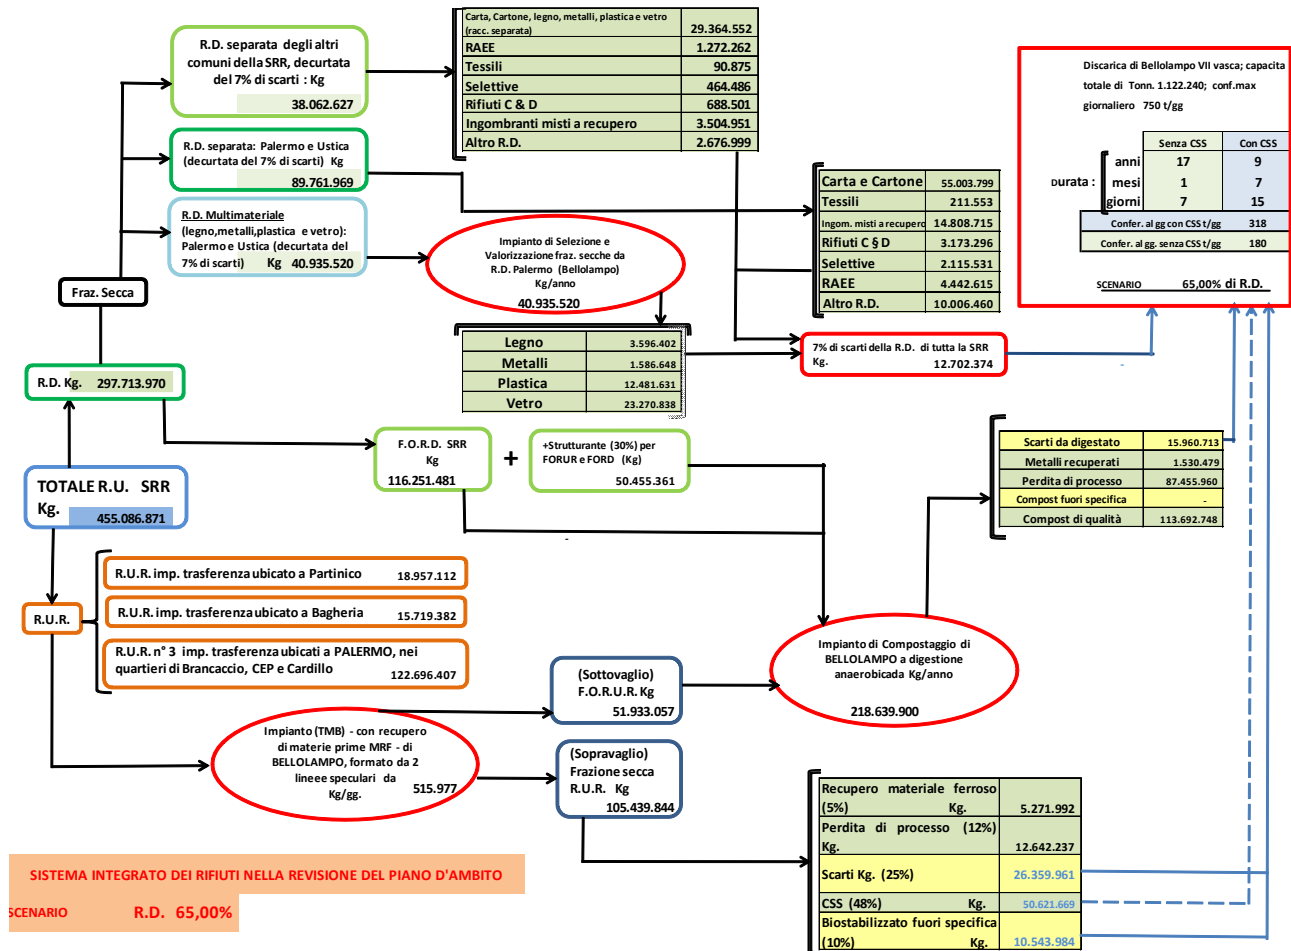 R.D. separata degli altri
comuni della SRR, decurtata
del 7% di scarti : Kg
38.062.627
Carta, Cartone, legno, metalli, plastica e vetro
(racc. separata) 29.364.552
RAEE 1.272.262
Tessili 90.875
Selettive 464.486
Rifiuti C & D 688.501
Ingombranti misti a recupero 3.504.951
Altro R.D. 2.676.999
Discarica di Bellolampo VII vasca; capacita
totale di Tonn. 1.122.240; conf.max
giornaliero 750 t/gg
Senza CSS Con CSS
Durata :
anni 17 9
mesi 1 7
giorni 7 15
Confer. al gg con CSS t/gg 318
Confer. al gg. senza CSS t/gg 180
SCENARIO 65,00% di R.D.
R.D. separata: Palermo e Ustica
(decurtata del 7% di scarti) Kg
89.761.969
Carta e Cartone 55.003.799
Tessili 211.553
Ingom. misti a recupero 14.808.715
Rifiuti C § D 3.173.296
Selettive 2.115.531
RAEE 4.442.615
Altro R.D. 10.006.460
R.D. Multimateriale
(legno,metalli,plastica e vetro):
Palermo e Ustica (decurtata del
7% di scarti) Kg 40.935.520
Impianto di Selezione e
Valorizzazione fraz. secche da
R.D. Palermo (Bellolampo)
Kg/anno
40.935.520
Fraz. Secca
Legno 3.596.402
Metalli 1.586.648
Plastica 12.481.631
Vetro 23.270.838
7% di scarti della R.D. di tutta la SRR
Kg. 12.702.374
R.D. Kg. 297.713.970
F.O.R.D. SRR
Kg
116.251.481
+
+Strutturante (30%) per
FORUR e FORD (Kg)
50.455.361
Scarti da digestato 15.960.713
Metalli recuperati 1.530.479
Perdita di processo 87.455.960
Compost fuori specifica -
Compost di qualità 113.692.748
TOTALE R.U. SRR
Kg. 455.086.871
R.U.R.
R.U.R. imp. trasferenza ubicato a Partinico 18.957.112
R.U.R. imp. trasferenza ubicato a Bagheria 15.719.382
R.U.R. n° 3 imp. trasferenza ubicati a PALERMO, nei
quartieri di Brancaccio, CEP e Cardillo 122.696.407
Impianto di Compostaggio di
BELLOLAMPO a digestione
anaerobicada Kg/anno
218.639.900
(Sottovaglio)
F.O.R.U.R. Kg
51.933.057
Impianto (TMB) - con recupero
di materie prime MRF - di
BELLOLAMPO, formato da 2
lineee speculari da
Kg/gg. 515.977
(Sopravaglio)
Frazione secca
R.U.R. Kg
105.439.844
Recupero materiale ferroso
(5%) Kg. 5.271.992
Perdita di processo (12%)
Kg. 12.642.237
Scarti Kg. (25%) 26.359.961
CSS (48%) Kg. 50.621.669
Biostabilizzato fuori specifica
(10%) Kg. 10.543.984
SISTEMA INTEGRATO DEI RIFIUTI NELLA REVISIONE DEL PIANO D'AMBITO
SCENARIO R.D. 65,00%